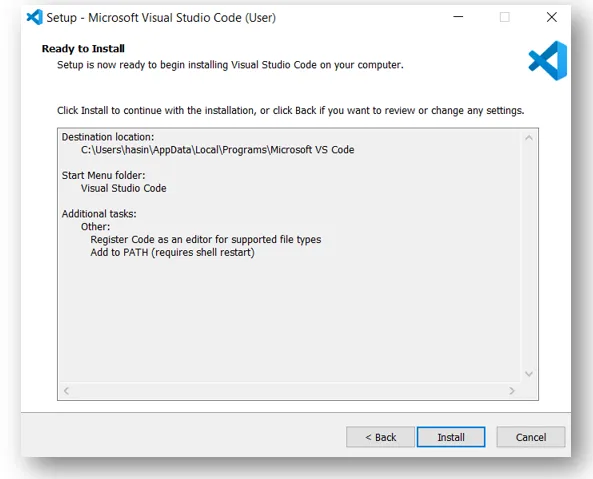 Setup - Microsoft Visual Studio Code (User)
Ready to Install
Setup is now ready to begin installing Visual Studio Code on your computer.
Click Install to continue with the installation, or click Back if you want to review or change any settings.
Destination location:
C:\Users\hasin\AppData\Local\Programs\Microsoft VS Code
Start Menu folder:
Visual Studio Code
Additional tasks:
Other:
Register Code as an editor for supported file types
Add to PATH (requires shell restart)
< Back Install Cancel